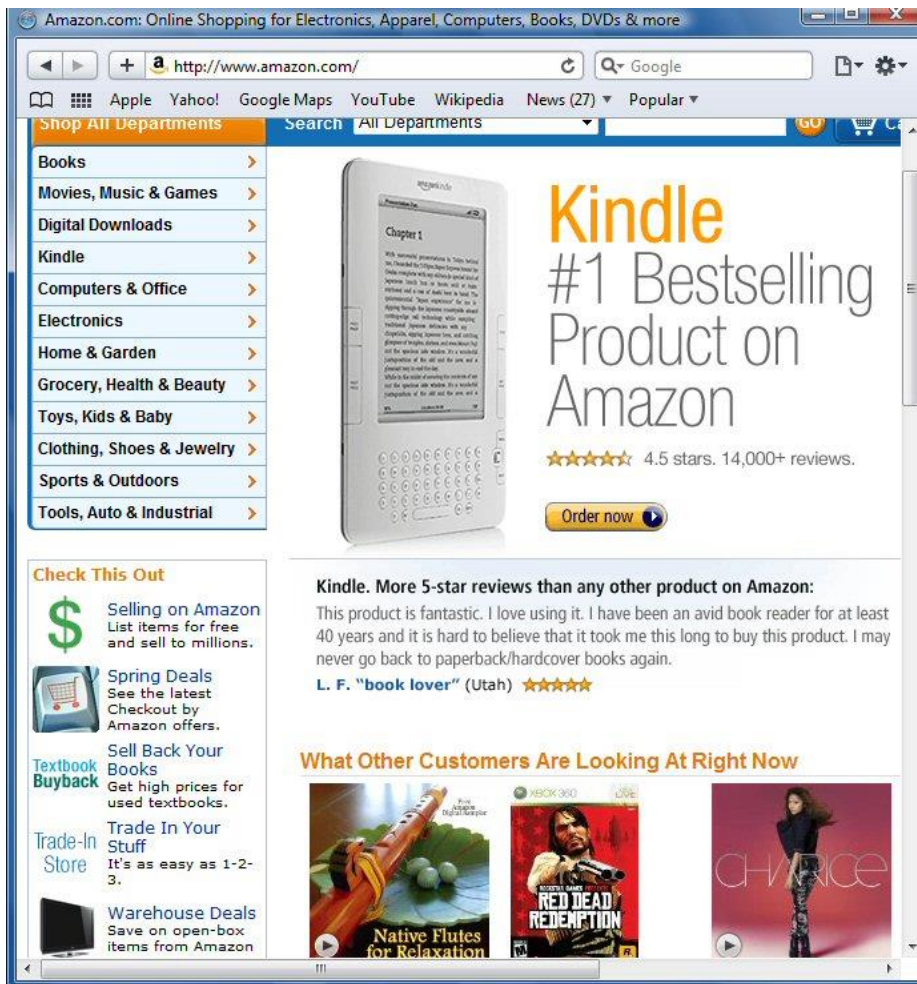 Amazon.com: Online Shopping for Electronics, Apparel, Computers, Books, DVDs & more
http://www.amazon.com/
Google
Apple Yahoo! Google Maps YouTube Wikipedia News (27) Popular
Shop All Departments
Search All Departments GO
Books
Movies, Music & Games
Digital Downloads
Kindle
Computers & Office
Electronics
Home & Garden
Grocery, Health & Beauty
Toys, Kids & Baby
Clothing, Shoes & Jewelry
Sports & Outdoors
Tools, Auto & Industrial
amazonkindle
Chapter 1
Kindle
#1 Bestselling
Product on
Amazon
4.5 stars. 14,000+ reviews.
Order now
Check This Out
Selling on Amazon
List items for free
and sell to millions.
Spring Deals
See the latest
Checkout by
Amazon offers.
Textbook
Buyback
Sell Back Your
Books
Get high prices for
used textbooks.
Trade-In
Store
Trade In Your
Stuff
It's as easy as 1-2-
3.
Warehouse Deals
Save on open-box
items from Amazon
Kindle. More 5-star reviews than any other product on Amazon:
This product is fantastic. I love using it. I have been an avid book reader for at least
40 years and it is hard to believe that it took me this long to buy this product. I may
never go back to paperback/hardcover books again.
L. F. "book lover" (Utah)
What Other Customers Are Looking At Right Now
Free
Amazon
Digital Sampler
Native Flutes
for Relaxation
XBOX 360
ROCKSTAR GAMES PRESENTS
RED DEAD
REDEMPTION
CHARICE